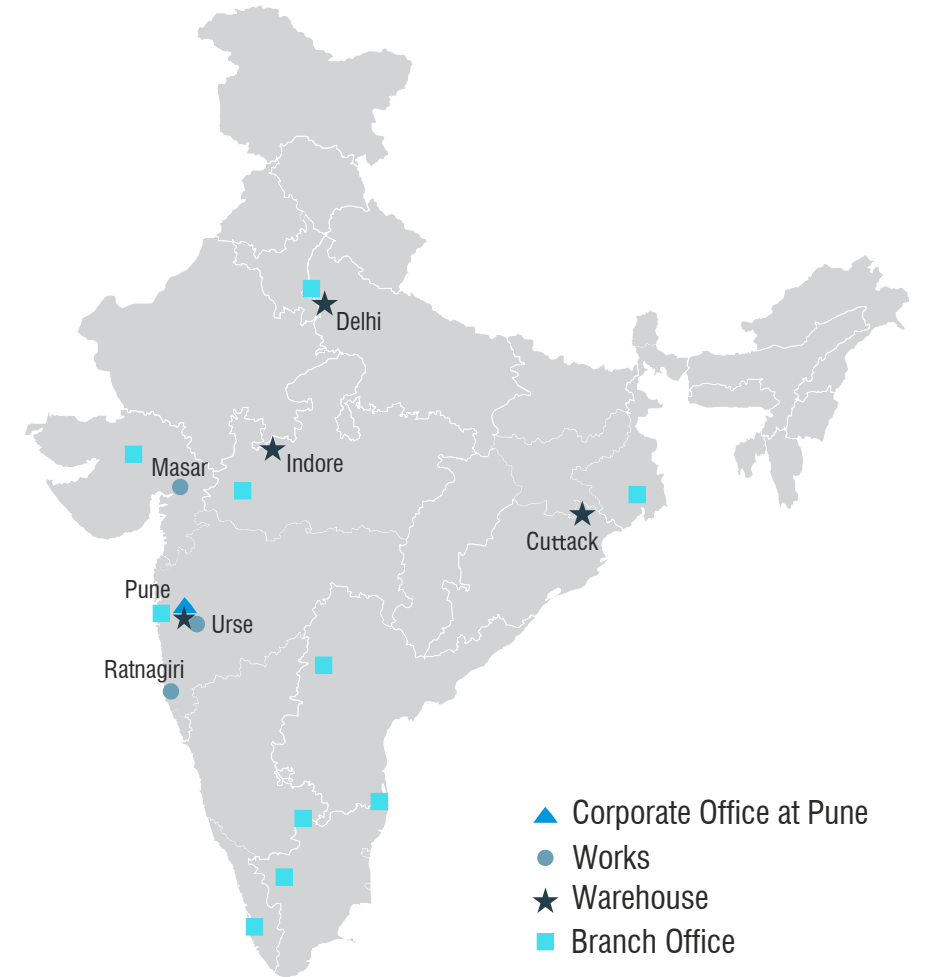 Delhi
Masar
Indore
Cuttack
Pune
Urse
Ratnagiri
Corporate Office at Pune
Works
Warehouse
Branch Office